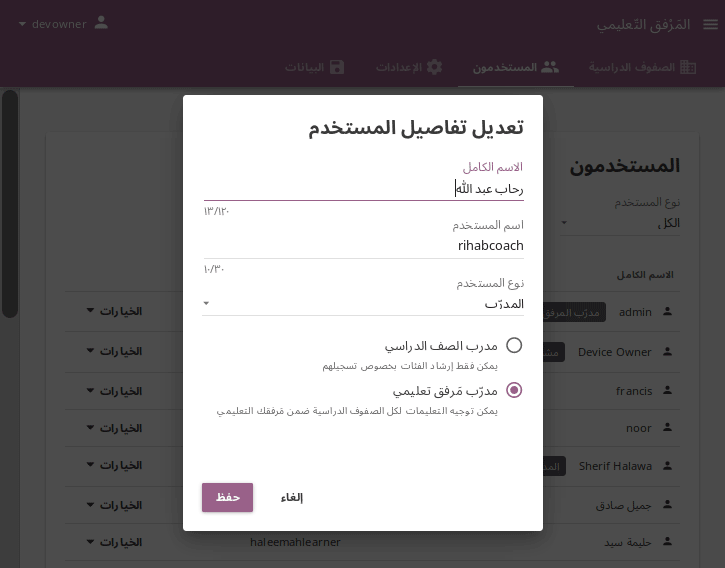 المَرْفق التّعليمي
devowner
الصفوف الدراسية
المستخدمون
الإعدادات
البيانات
تعديل تفاصيل المستخدم
الاسم الكامل
رحاب عبد الله
١٣/١٢٠
اسم المستخدم
rihabcoach
١٠/٣٠
نوع المستخدم
المدرّب
مدرب الصف الدراسي
يمكن فقط إرشاد الفئات بخصوص تسجيلهم
مدرّب مَرفق تعليمي
يمكن توجيه التعليمات لكل الصفوف الدراسية ضمن مَرفقك التعليمي
إلغاء
حفظ
المستخدمون
نوع المستخدم
الكل
الاسم الكامل
admin
مدرّب المرفق
الخيارات
Device Owner
الخيارات
francis
الخيارات
noor
الخيارات
Sherif Halawa
الخيارات
جميل صادق
الخيارات
حليمة سيد
haleemahlearner
الخيارات